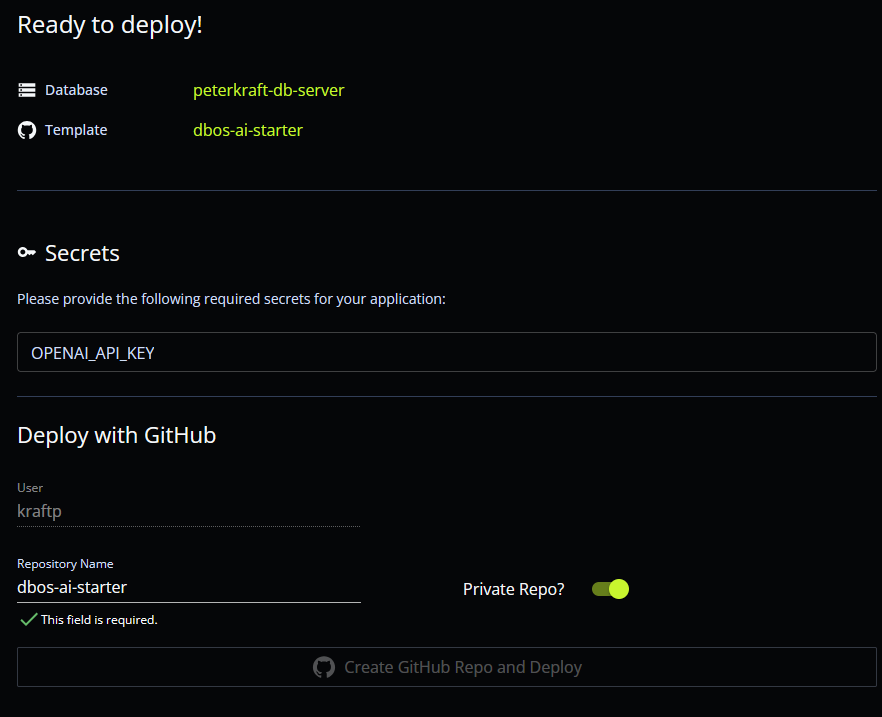 Ready to deploy!
Database peterkraft-db-server
Template dbos-ai-starter
Secrets
Please provide the following required secrets for your application:
OPENAI_API_KEY
Deploy with GitHub
User
kraftp
Repository Name
dbos-ai-starter
Private Repo?
This field is required.
Create GitHub Repo and Deploy